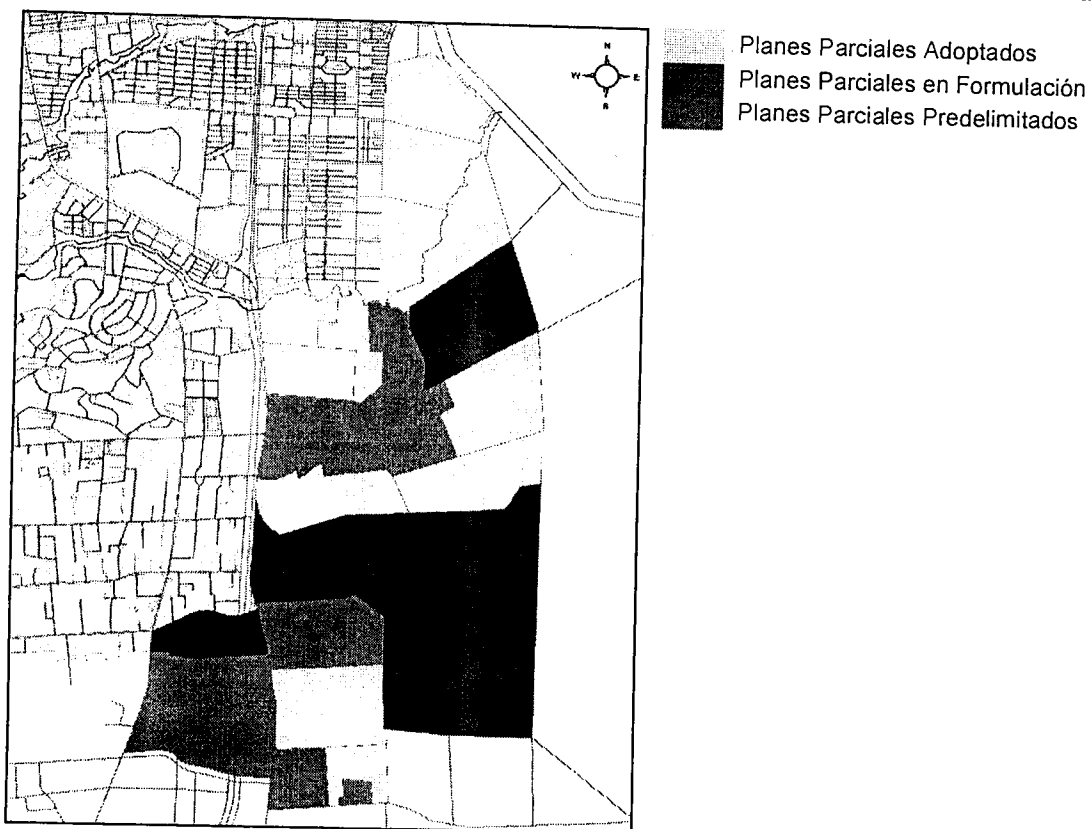 N
W E
S
Planes Parciales Adoptados
Planes Parciales en Formulación
Planes Parciales Predelimitados